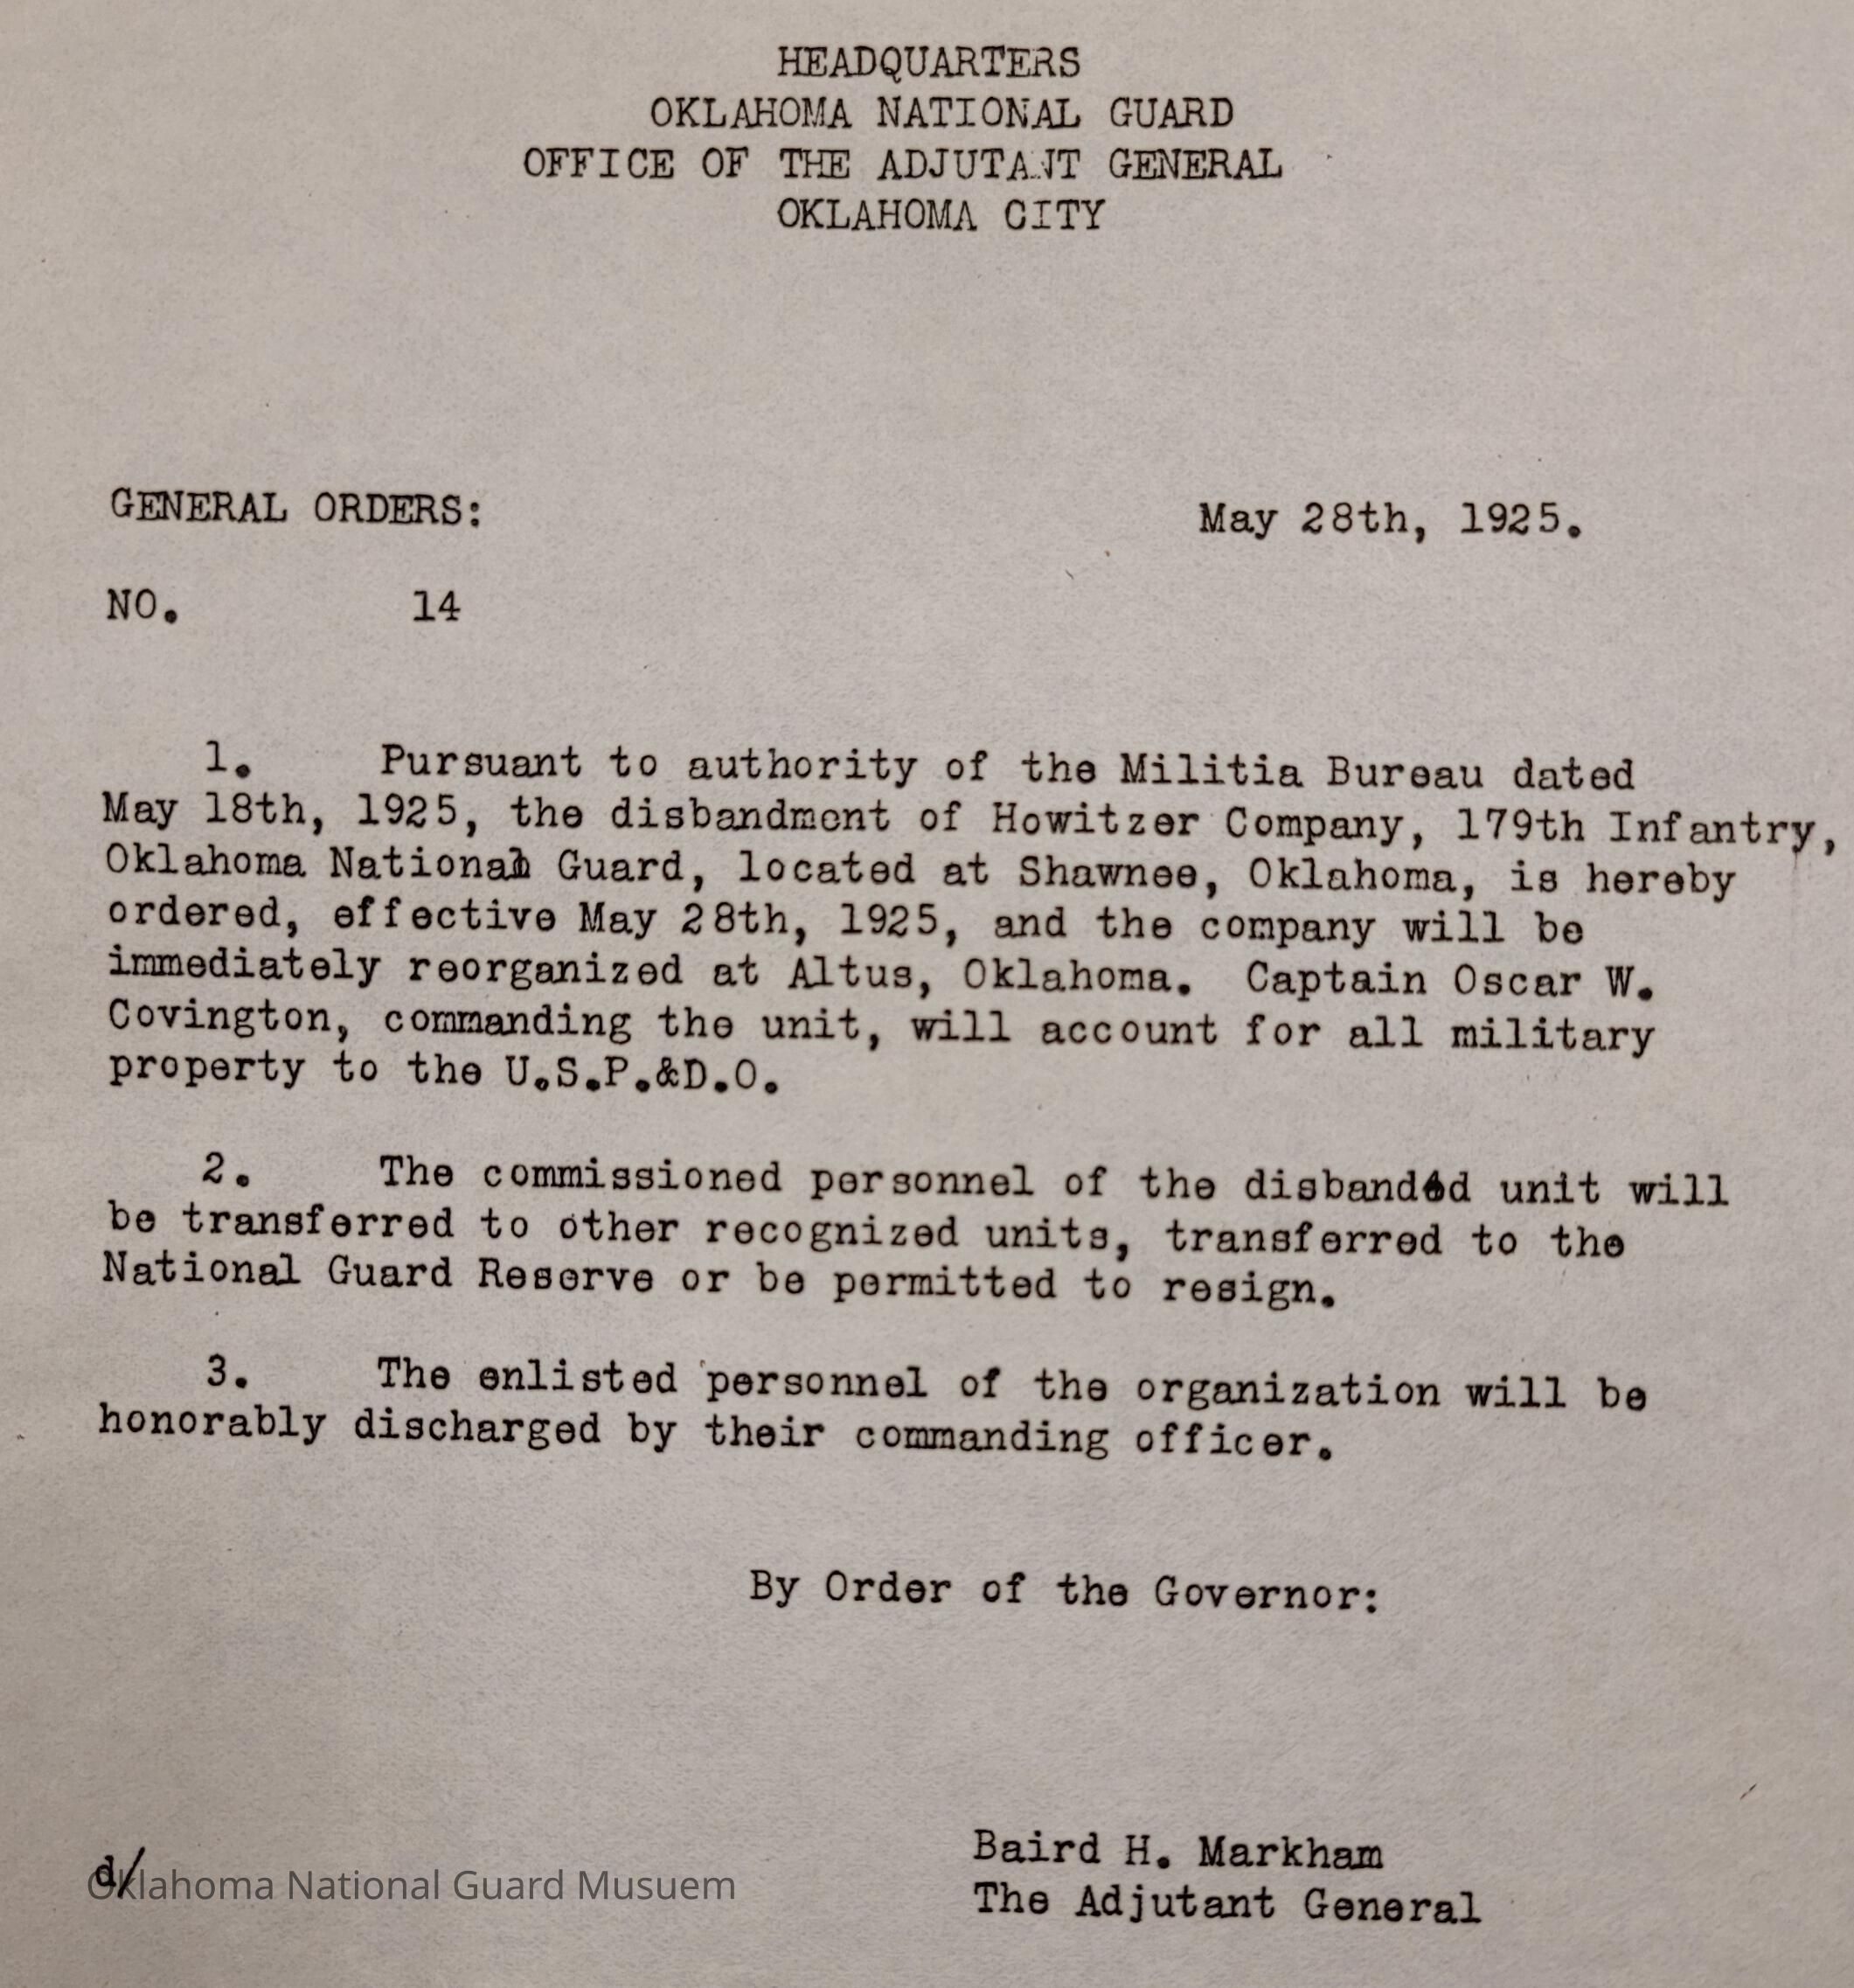 HEADQUARTERS
OKLAHOMA NATIONAL GUARD
OFFICE OF THE ADJUTANT GENERAL
OKLAHOMA CITY
GENERAL ORDERS:
May 28th, 1925.
NO. 14
1. Pursuant to authority of the Militia Bureau dated
May 18th, 1925, the disbandment of Howitzer Company, 179th Infantry,
Oklahoma National Guard, located at Shawnee, Oklahoma, is hereby
ordered, effective May 28th, 1925, and the company will be
immediately reorganized at Altus, Oklahoma. Captain Oscar W.
Covington, commanding the unit, will account for all military
property to the U.S.P.&D.O.
2. The commissioned personnel of the disbanded unit will
be transferred to other recognized units, transferred to the
National Guard Reserve or be permitted to resign.
3. The enlisted personnel of the organization will be
honorably discharged by their commanding officer.
By Order of the Governor:
Baird H. Markham
The Adjutant General
d/
Oklahoma National Guard Musuem